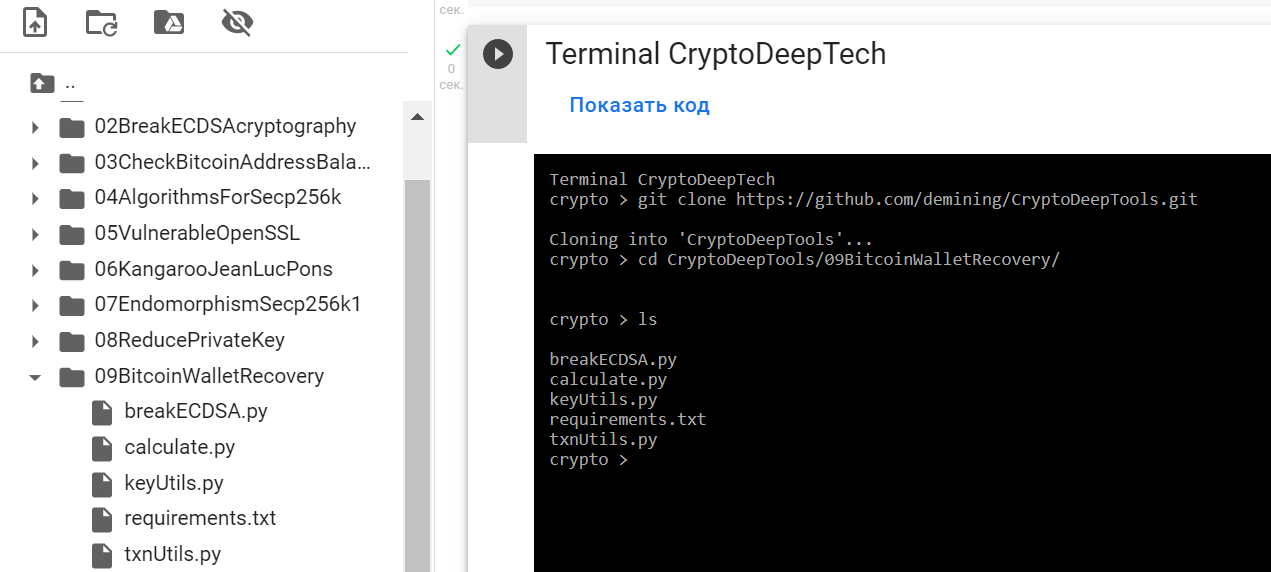 ..
02BreakECDSAcryptography
03CheckBitcoinAddressBala...
04AlgorithmsForSecp256k
05VulnerableOpenSSL
06KangarooJeanLucPons
07EndomorphismSecp256k1
08ReducePrivateKey
09BitcoinWalletRecovery
breakECDSA.py
calculate.py
keyUtils.py
requirements.txt
txnUtils.py
сек.
0
сек.
Terminal CryptoDeepTech
Показать код
Terminal CryptoDeepTech
crypto > git clone https://github.com/demining/CryptoDeepTools.git
Cloning into 'CryptoDeepTools'...
crypto > cd CryptoDeepTools/09BitcoinWalletRecovery/
crypto > ls
breakECDSA.py
calculate.py
keyUtils.py
requirements.txt
txnUtils.py
crypto >